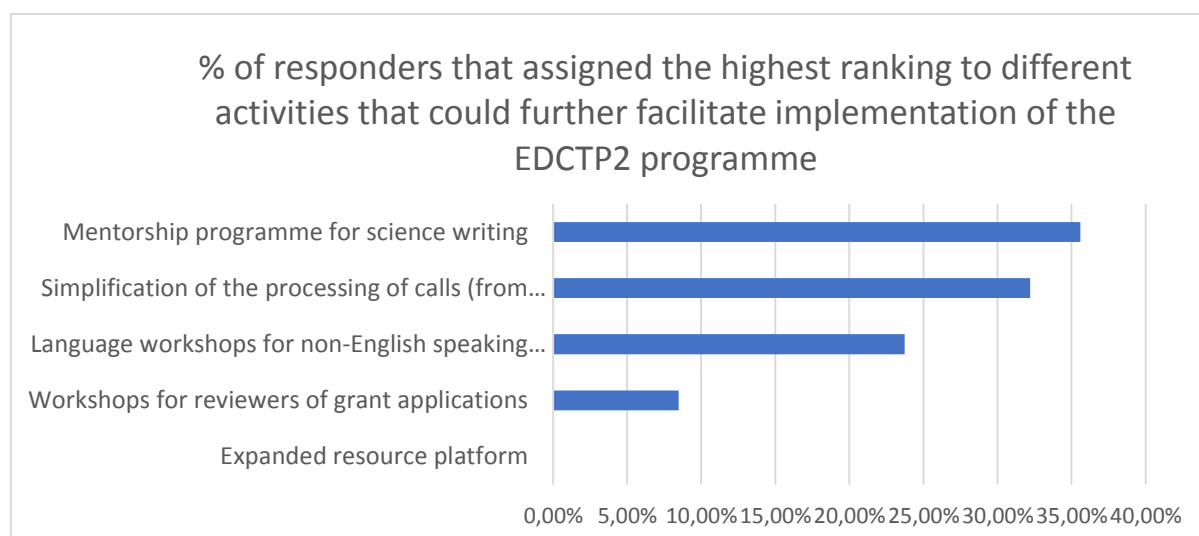 % of responders that assigned the highest ranking to different
activities that could further facilitate implementation of the
EDCTP2 programme
Mentorship programme for science writing
Simplification of the processing of calls (from...
Language workshops for non-English speaking...
Workshops for reviewers of grant applications
Expanded resource platform
0,00% 5,00% 10,00% 15,00% 20,00% 25,00% 30,00% 35,00% 40,00%